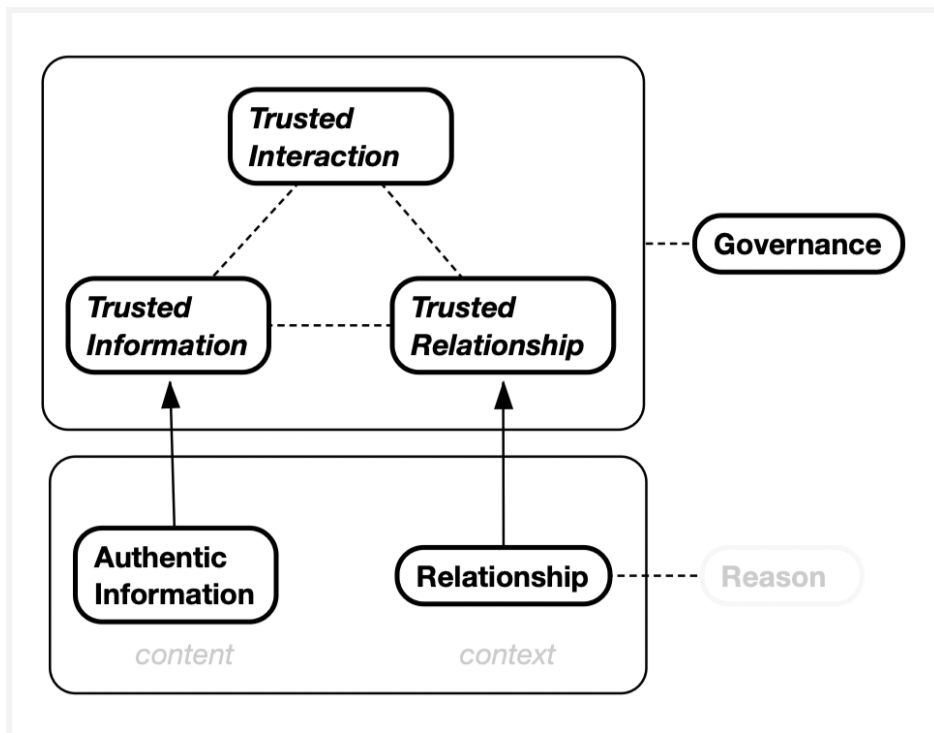 Trusted
Interaction
Governance
Trusted
Information
Trusted
Relationship
Authentic
Information
Relationship
Reason
content
context